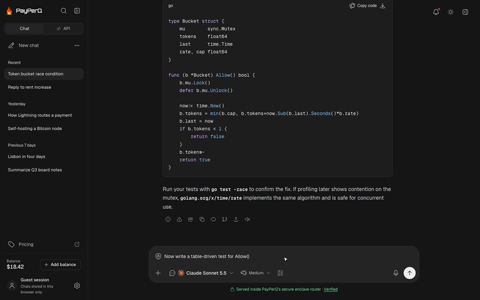 PayPerQ
Chat
API
New chat
Recent
Token bucket race condition
Reply to rent increase
Yesterday
How Lightning routes a payment
Self-hosting a Bitcoin node
Previous 7 days
Lisbon in four days
Summarize Q3 board notes
Pricing
Balance
$18.42
Add balance
Guest session
Chats stored in this
browser only
go
Copy code
type Bucket struct {
mu sync.Mutex
tokens float64
last time.Time
rate, cap float64
}
func (b *Bucket) Allow() bool {
b.mu.Lock()
defer b.mu.Unlock()
now := time.Now()
b.tokens = min(b.cap, b.tokens+now.Sub(b.last).Seconds()*b.rate)
b.last = now
if b.tokens < 1 {
return false
}
b.tokens--
return true
}
Run your tests with go test -race to confirm the fix. If profiling later shows contention on the
mutex, golang.org/x/time/rate implements the same algorithm and is safe for concurrent
use.
Now write a table-driven test for Allow()
Claude Sonnet 5.5
Medium
Served inside PayPerQ's secure enclave router Verified